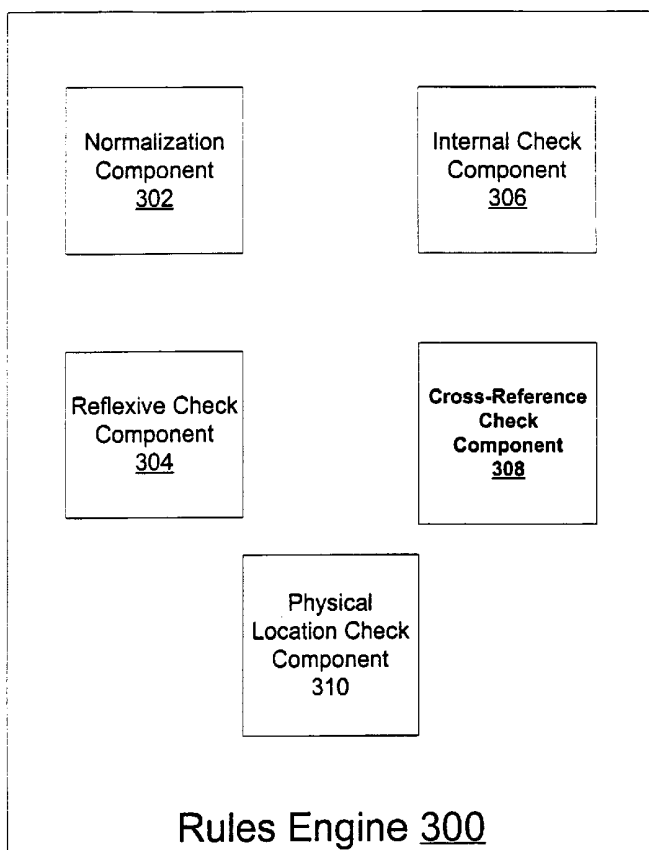 Normalization
Component
302
Internal Check
Component
306
Reflexive Check
Component
304
Cross-Reference
Check
Component
308
Physical
Location Check
Component
310
Rules Engine 300